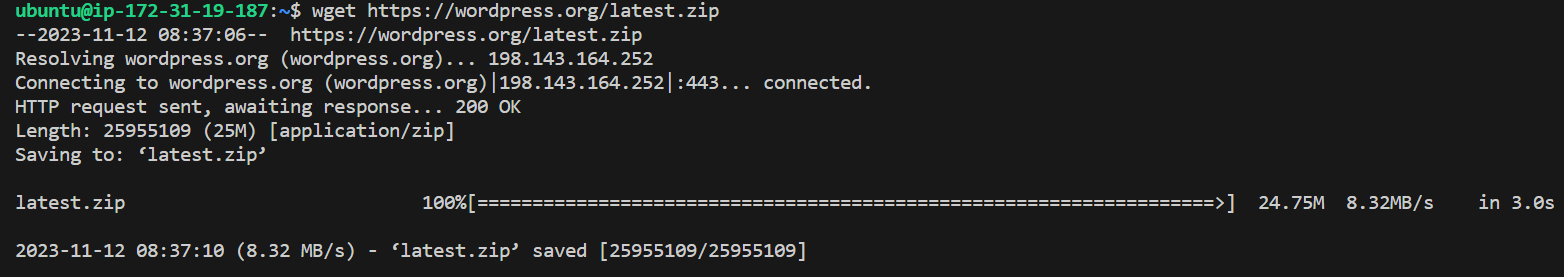 ubuntu@ip-172-31-19-187:~$ wget https://wordpress.org/latest.zip
--2023-11-12 08:37:06--  https://wordpress.org/latest.zip
Resolving wordpress.org (wordpress.org)... 198.143.164.252
Connecting to wordpress.org (wordpress.org)|198.143.164.252|:443... connected.
HTTP request sent, awaiting response... 200 OK
Length: 25955109 (25M) [application/zip]
Saving to: ‘latest.zip’
latest.zip                           100%[===================================================================>]  24.75M  8.32MB/s    in 3.0s
2023-11-12 08:37:10 (8.32 MB/s) - ‘latest.zip’ saved [25955109/25955109]